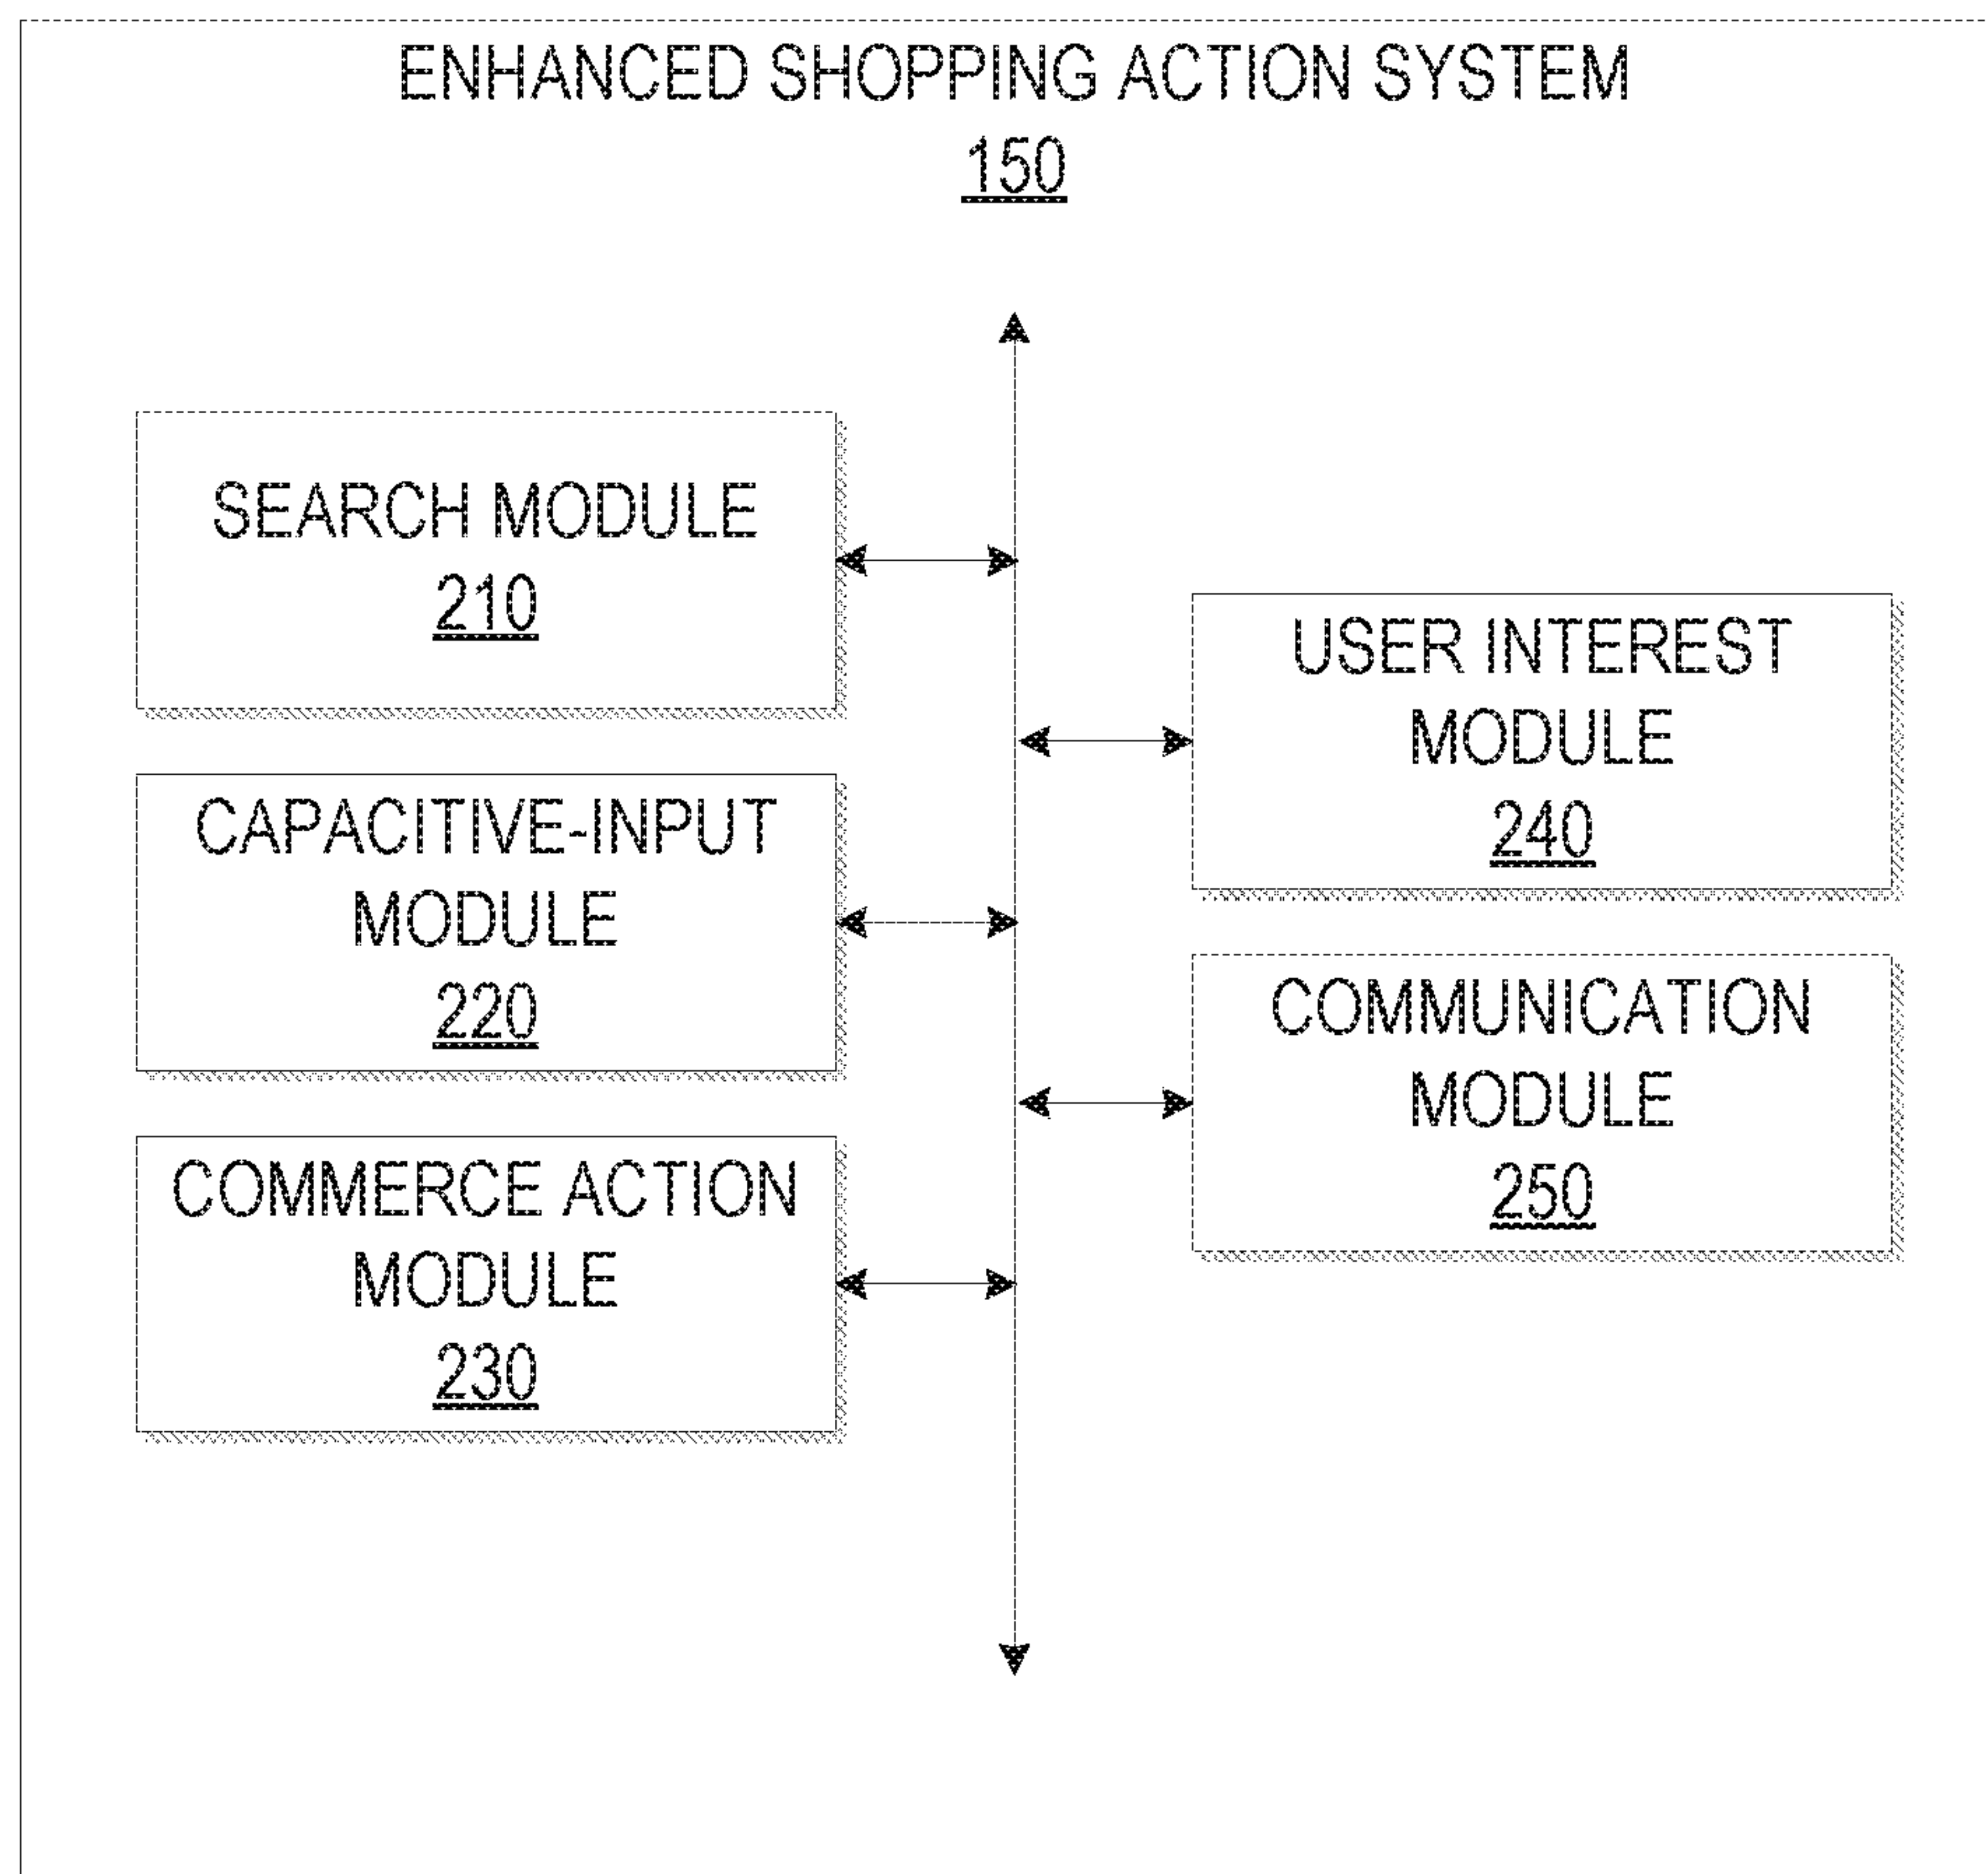 ENHANCED SHOPPING ACTION SYSTEM
150
SEARCH MODULE
210
CAPACITIVE-INPUT
MODULE
220
COMMERCE ACTION
MODULE
230
USER INTEREST
MODULE
240
COMMUNICATION
MODULE
250